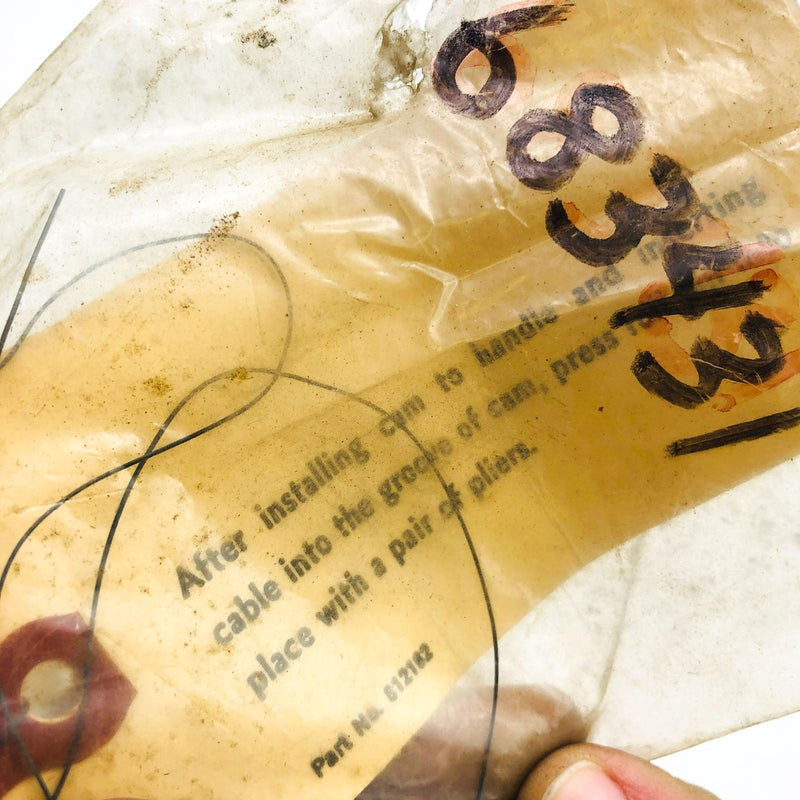 683431
After installing cam to handle and inserting
cable into the groove of cam, press
place with a pair of pliers.
Part No. 612162